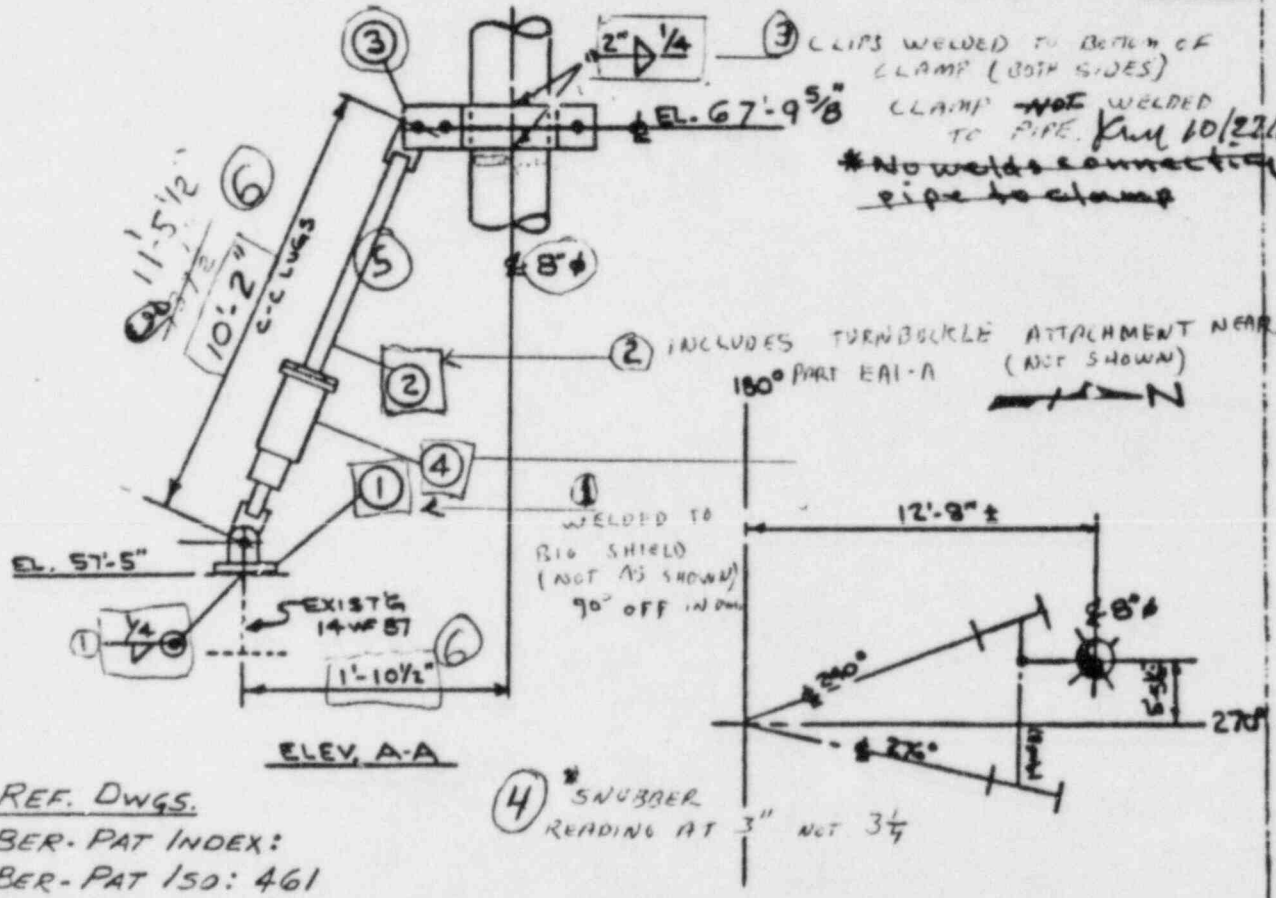 3
2" 1/4
3 CLIPS WELDED TO BOTTOM OF
CLAMP (BOTH SIDES)
EL. 67'-9 5/8"
CLAMP NOT WELDED
TO PIPE.
10/22/
* No welds connecting
pipe to clamp
11'-5 1/2"
6
10'-2"
C-C LUGS
5
℄ 8" φ
2 INCLUDES TURNBUCKLE ATTACHMENT NEAR
PART EA1-A (NOT SHOWN)
180°
N
2
4
1
1
WELDED TO
BIO SHIELD
(NOT AS SHOWN)
90° OFF IN
12'-8" ±
℄ 8" φ
EL. 57'-5"
EXIST'G
14 WF 87
1 1/4
6
1'-10 1/2"
270°
℄ 276°
ELEV. A-A
REF. DWGS.
BER-PAT INDEX:
BER-PAT ISO: 461
4 * SNUBBER
READING AT 3" NOT 3 1/4